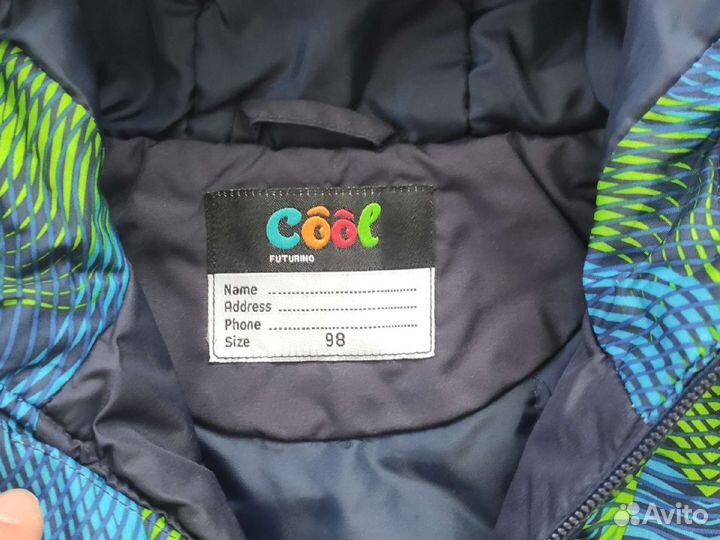 côôl
FUTURINO
Name ........................
Address ........................
Phone ........................
Size 98
Avito